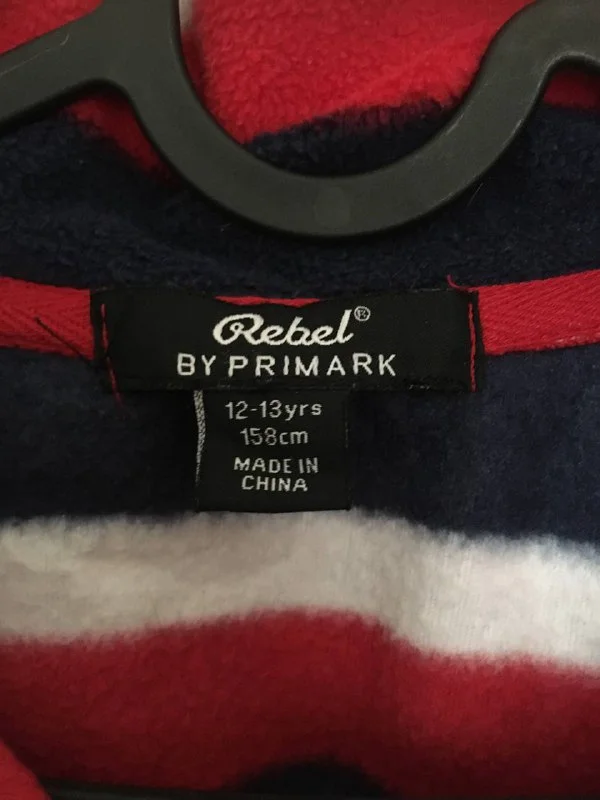 Rebel®
BY PRIMARK
12-13yrs
158cm
MADE IN
CHINA